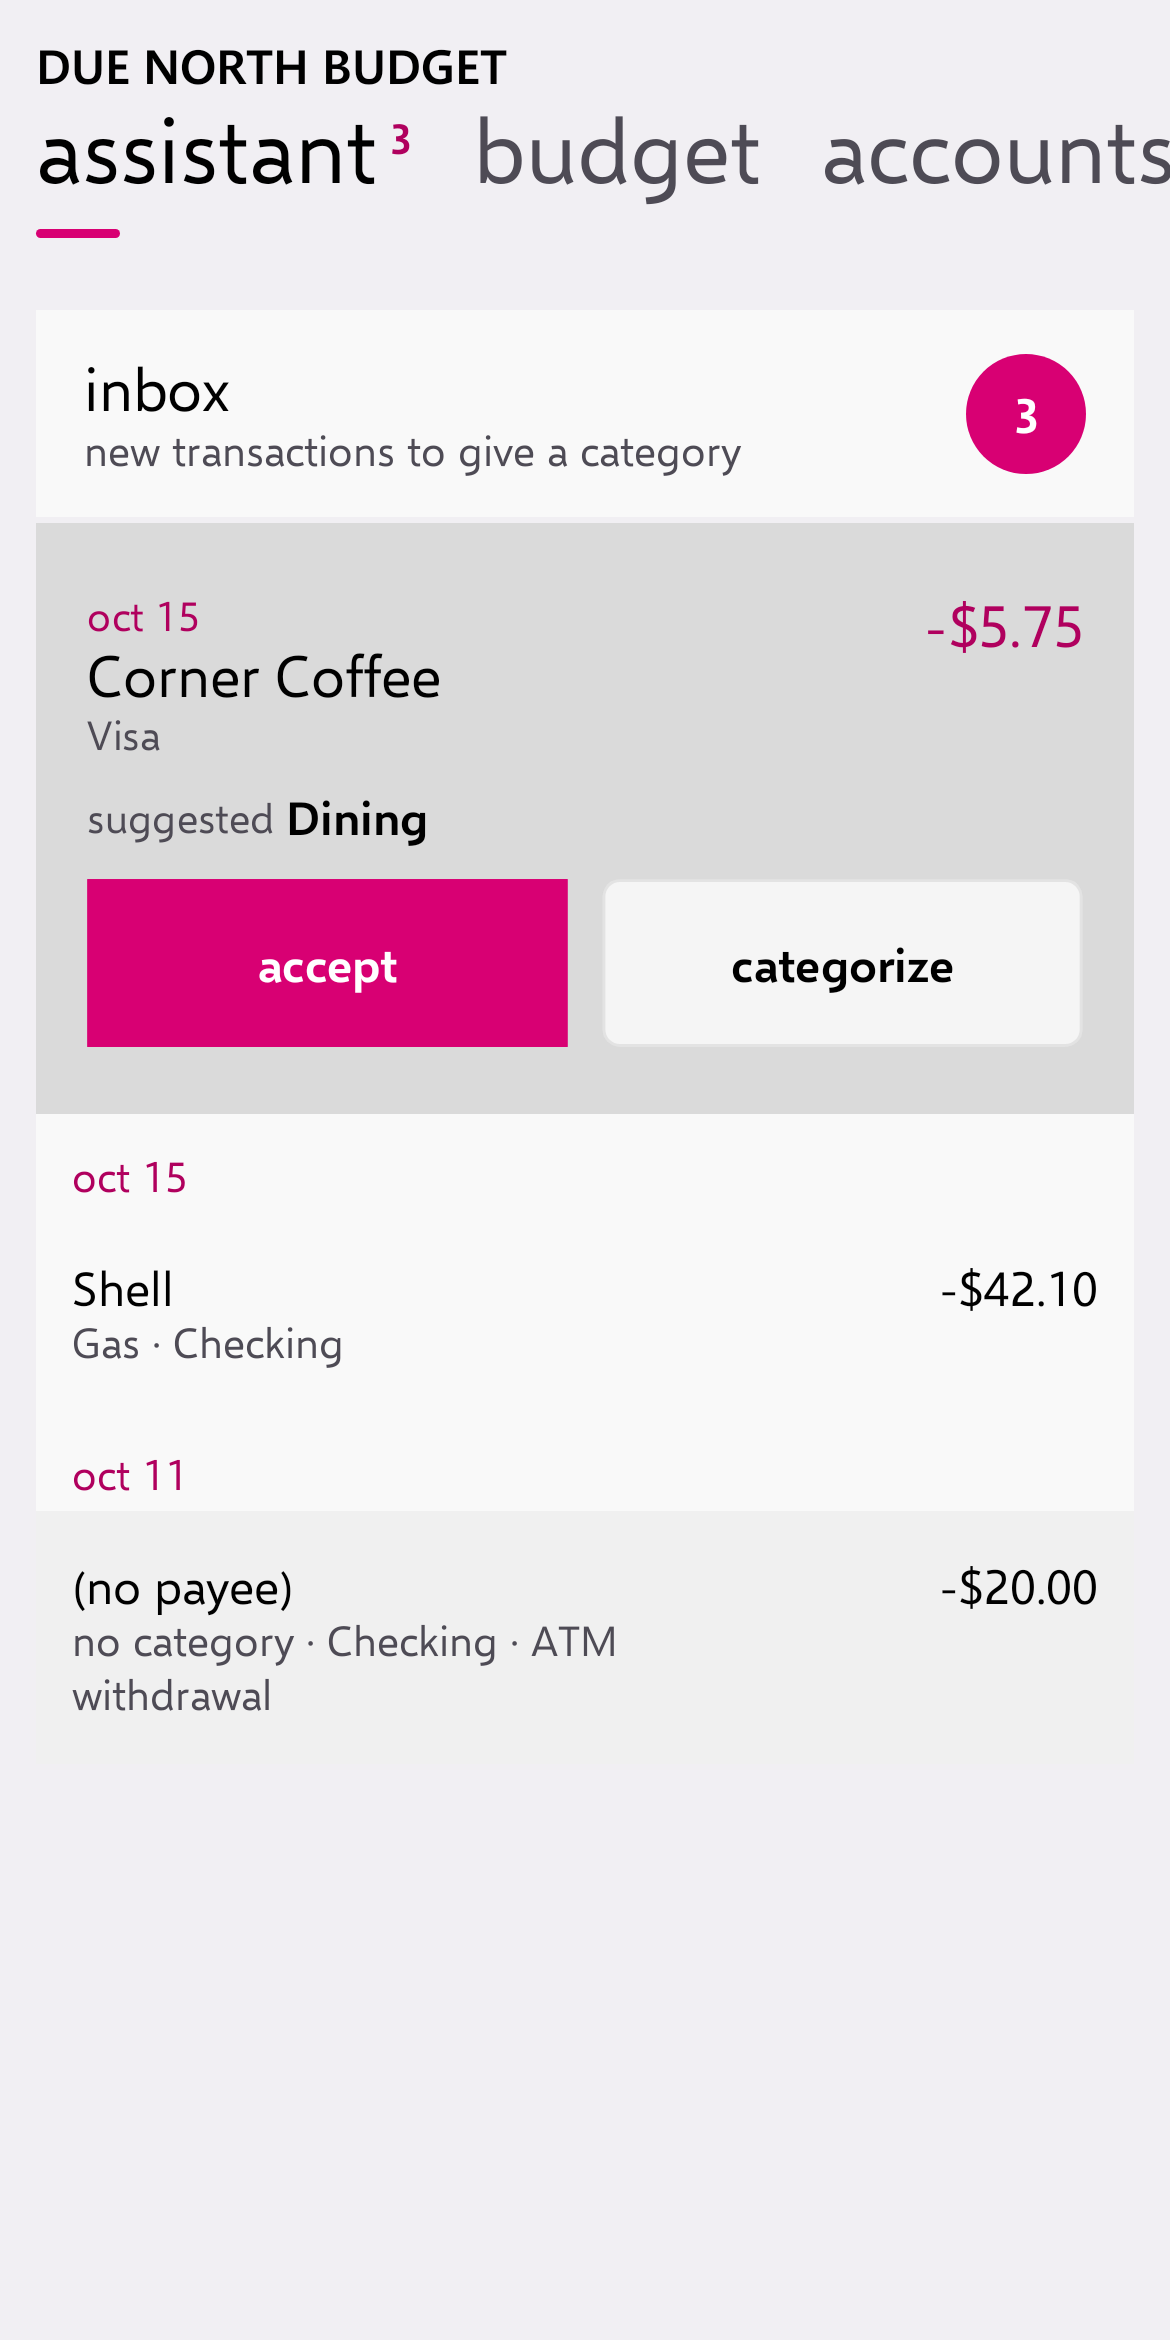 DUE NORTH BUDGET
assistant 3 budget accounts
inbox
new transactions to give a category
3
oct 15
-$5.75
Corner Coffee
Visa
suggested Dining
accept
categorize
oct 15
Shell
-$42.10
Gas · Checking
oct 11
(no payee)
-$20.00
no category · Checking · ATM
withdrawal